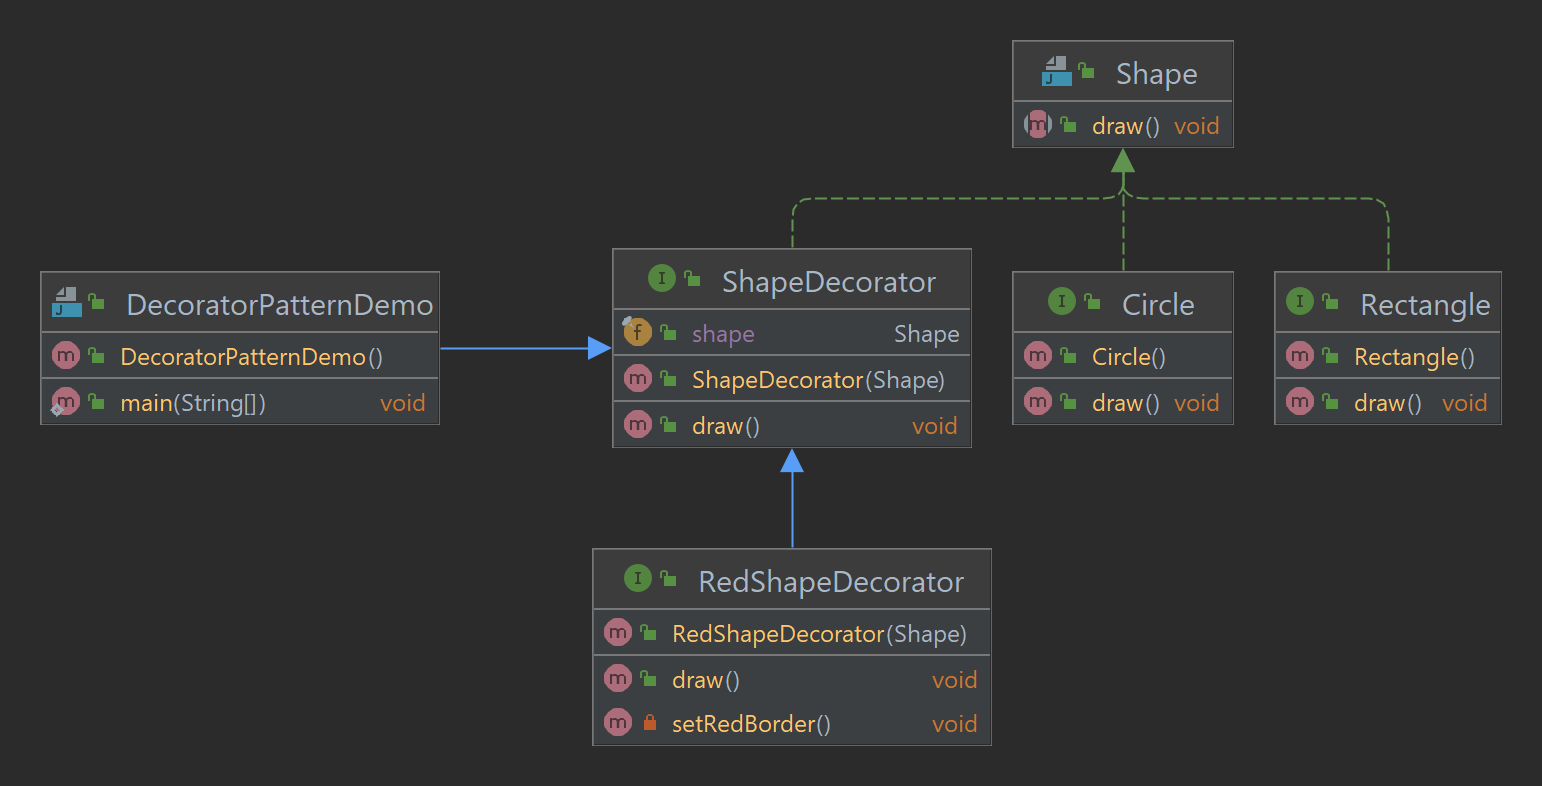 Shape
draw() void
DecoratorPatternDemo
DecoratorPatternDemo()
main(String[]) void
ShapeDecorator
shape Shape
ShapeDecorator(Shape)
draw() void
Circle
Circle()
draw() void
Rectangle
Rectangle()
draw() void
RedShapeDecorator
RedShapeDecorator(Shape)
draw() void
setRedBorder() void